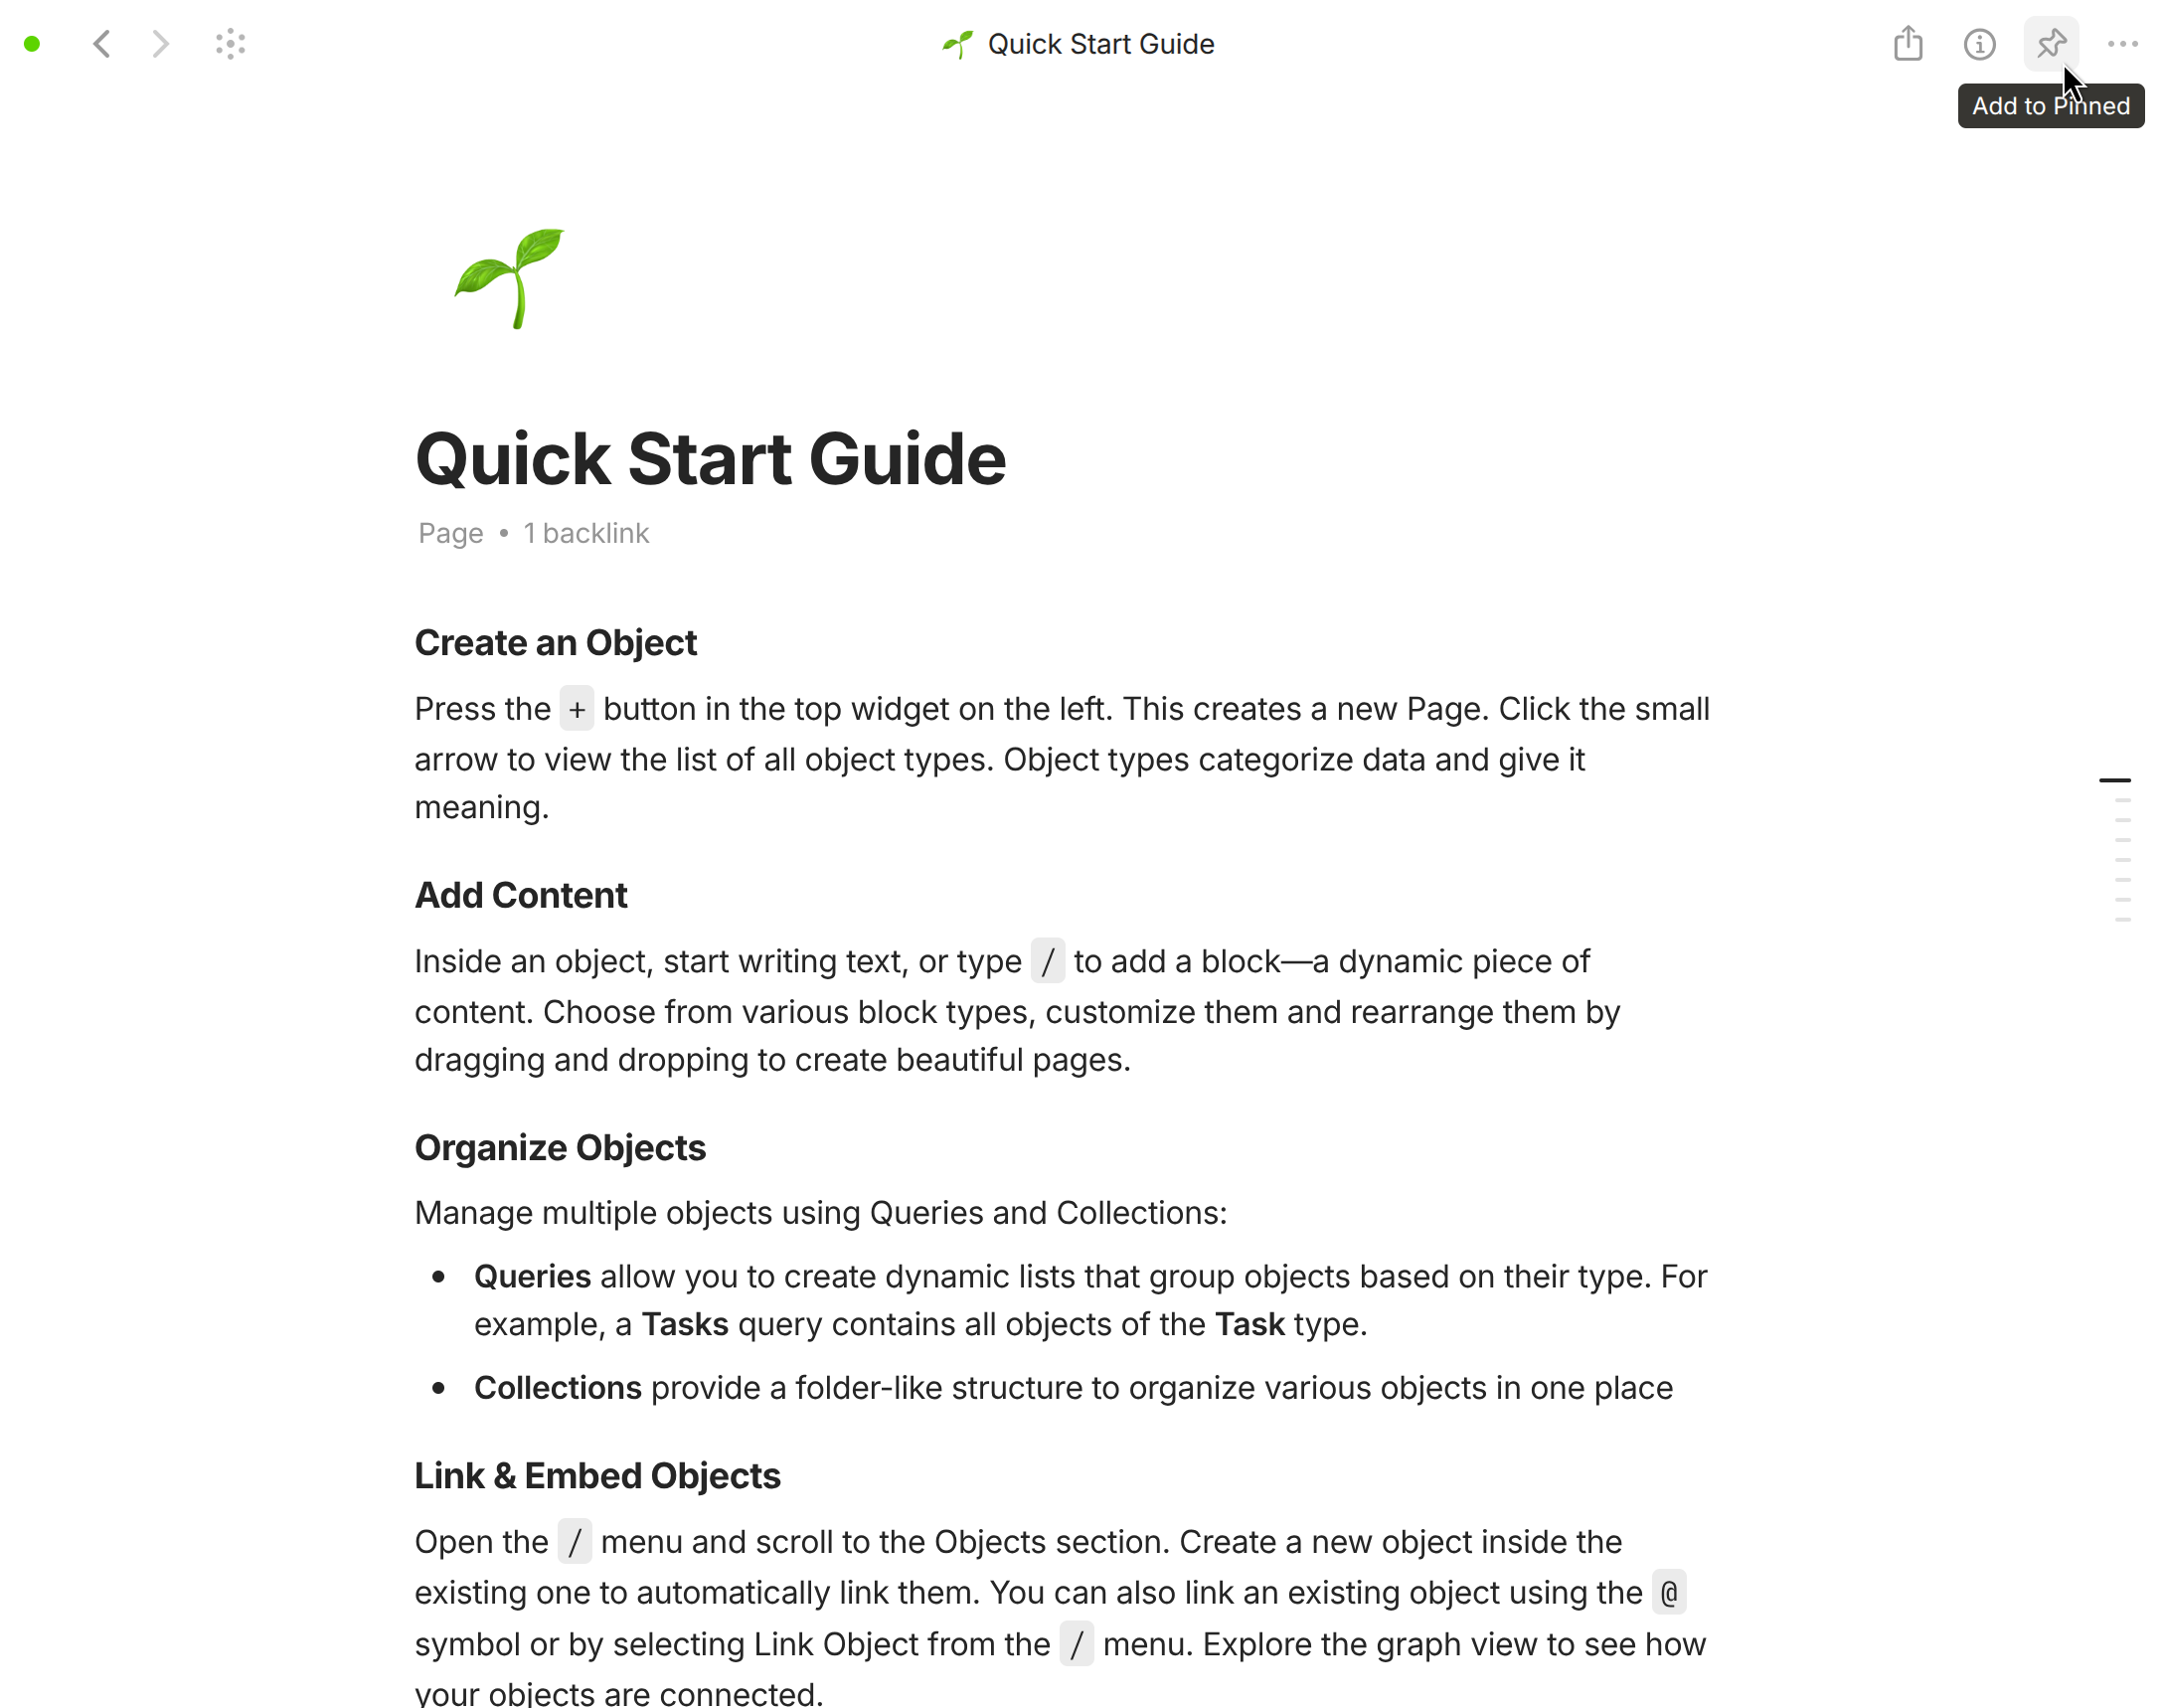 Quick Start Guide
Add to Pinned
Quick Start Guide
Page • 1 backlink
Create an Object
Press the + button in the top widget on the left. This creates a new Page. Click the small
arrow to view the list of all object types. Object types categorize data and give it
meaning.
Add Content
Inside an object, start writing text, or type / to add a block—a dynamic piece of
content. Choose from various block types, customize them and rearrange them by
dragging and dropping to create beautiful pages.
Organize Objects
Manage multiple objects using Queries and Collections:
• Queries allow you to create dynamic lists that group objects based on their type. For
example, a Tasks query contains all objects of the Task type.
• Collections provide a folder-like structure to organize various objects in one place
Link & Embed Objects
Open the / menu and scroll to the Objects section. Create a new object inside the
existing one to automatically link them. You can also link an existing object using the @
symbol or by selecting Link Object from the / menu. Explore the graph view to see how
your objects are connected.